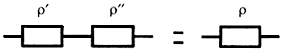 ρ′ ρ″ = ρ